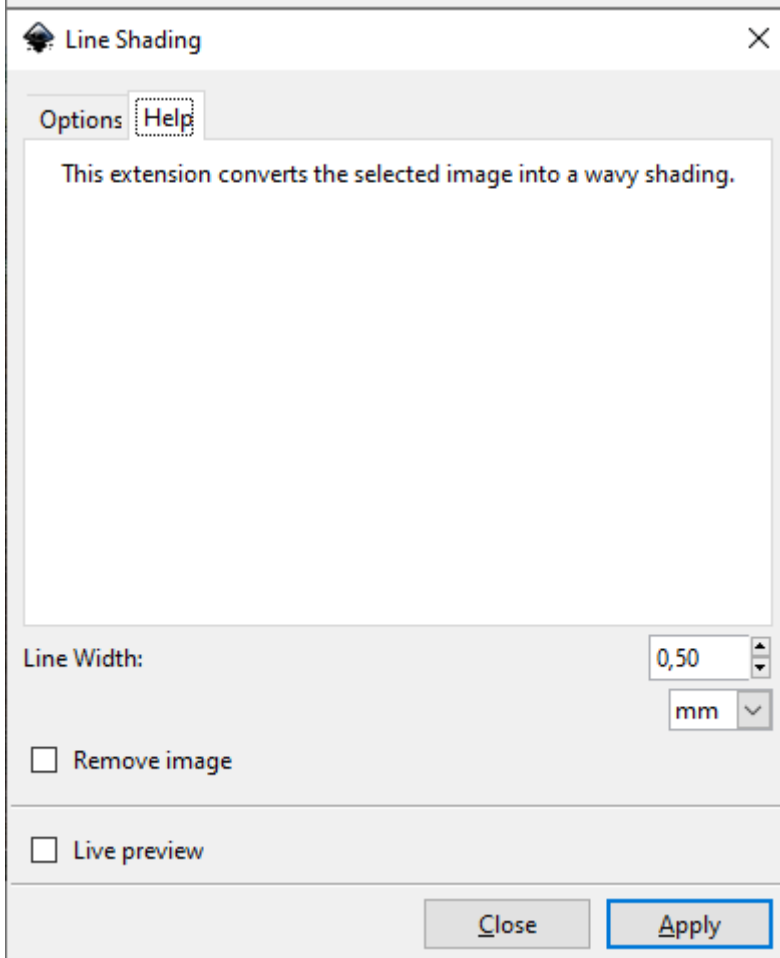 Line Shading
Options Help
This extension converts the selected image into a wavy shading.
Line Width: 0,50
mm
Remove image
Live preview
Close Apply